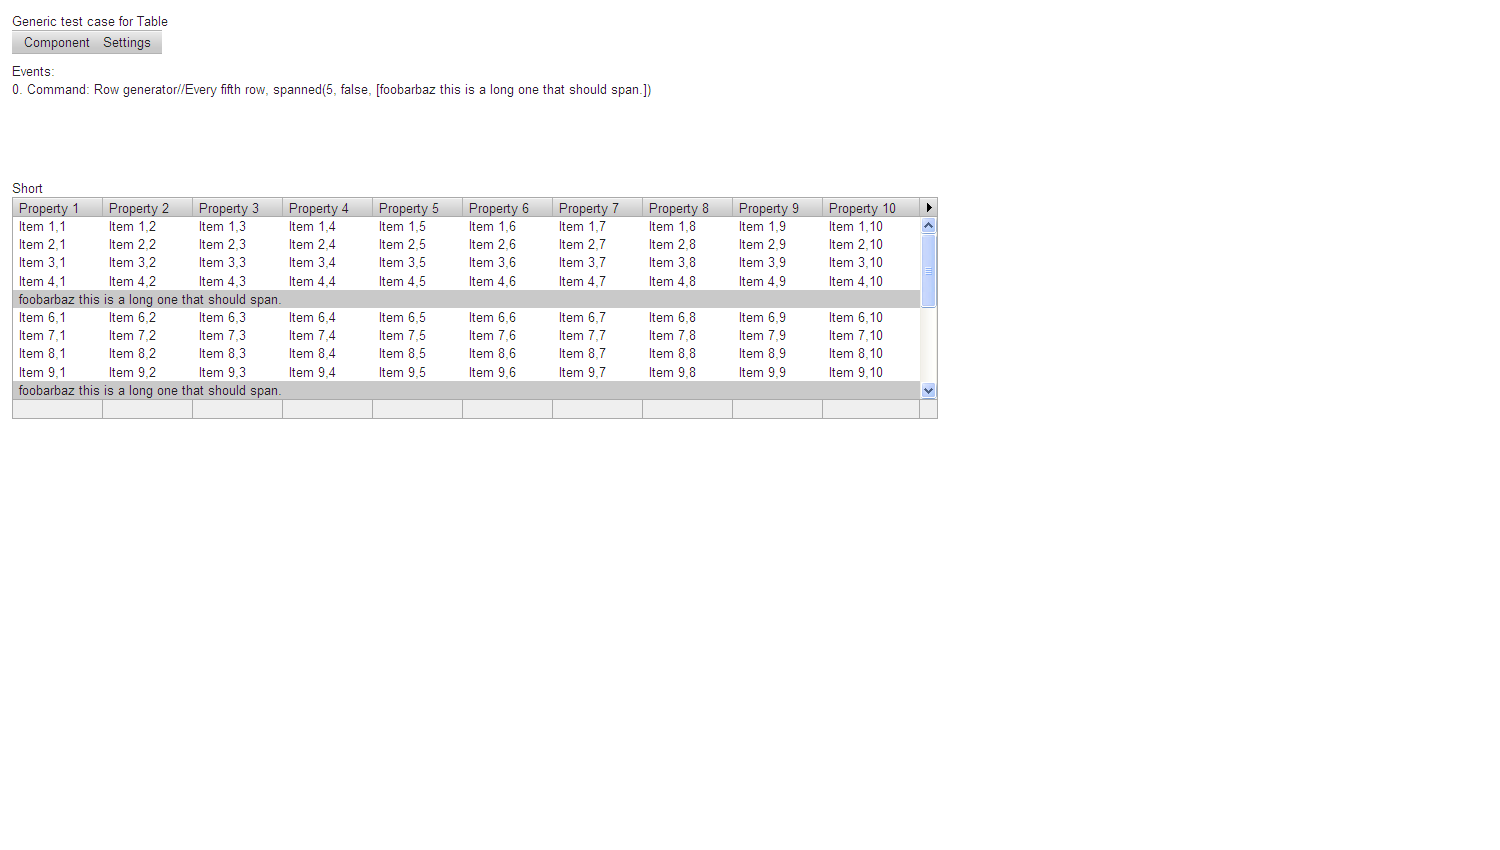 Generic test case for Table
Component Settings
Events:
0. Command: Row generator//Every fifth row, spanned(5, false, [foobarbaz this is a long one that should span.])
Short
Property 1 Property 2 Property 3 Property 4 Property 5 Property 6 Property 7 Property 8 Property 9 Property 10
Item 1,1 Item 1,2 Item 1,3 Item 1,4 Item 1,5 Item 1,6 Item 1,7 Item 1,8 Item 1,9 Item 1,10
Item 2,1 Item 2,2 Item 2,3 Item 2,4 Item 2,5 Item 2,6 Item 2,7 Item 2,8 Item 2,9 Item 2,10
Item 3,1 Item 3,2 Item 3,3 Item 3,4 Item 3,5 Item 3,6 Item 3,7 Item 3,8 Item 3,9 Item 3,10
Item 4,1 Item 4,2 Item 4,3 Item 4,4 Item 4,5 Item 4,6 Item 4,7 Item 4,8 Item 4,9 Item 4,10
foobarbaz this is a long one that should span.
Item 6,1 Item 6,2 Item 6,3 Item 6,4 Item 6,5 Item 6,6 Item 6,7 Item 6,8 Item 6,9 Item 6,10
Item 7,1 Item 7,2 Item 7,3 Item 7,4 Item 7,5 Item 7,6 Item 7,7 Item 7,8 Item 7,9 Item 7,10
Item 8,1 Item 8,2 Item 8,3 Item 8,4 Item 8,5 Item 8,6 Item 8,7 Item 8,8 Item 8,9 Item 8,10
Item 9,1 Item 9,2 Item 9,3 Item 9,4 Item 9,5 Item 9,6 Item 9,7 Item 9,8 Item 9,9 Item 9,10
foobarbaz this is a long one that should span.